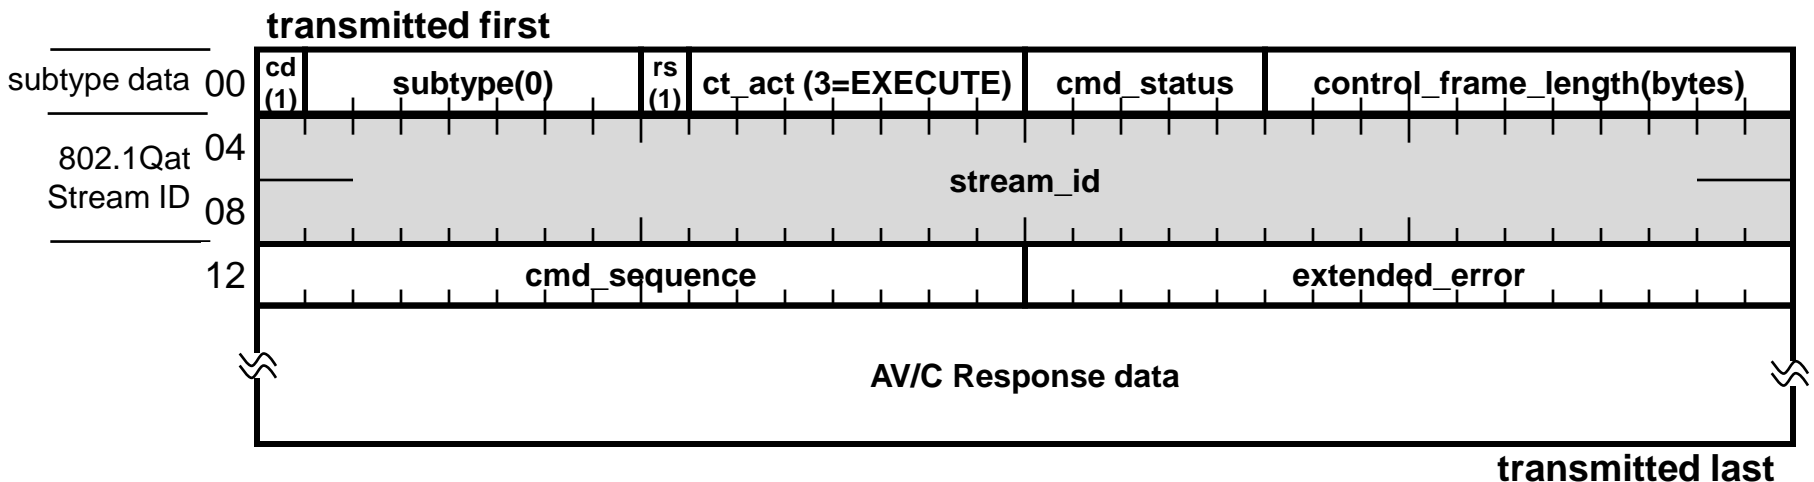 transmitted first
subtype data 00 cd (1) subtype(0) rs (1) ct_act (3=EXECUTE) cmd_status control_frame_length(bytes)
802.1Qat Stream ID 04 08 stream_id
12 cmd_sequence extended_error
AV/C Response data
transmitted last